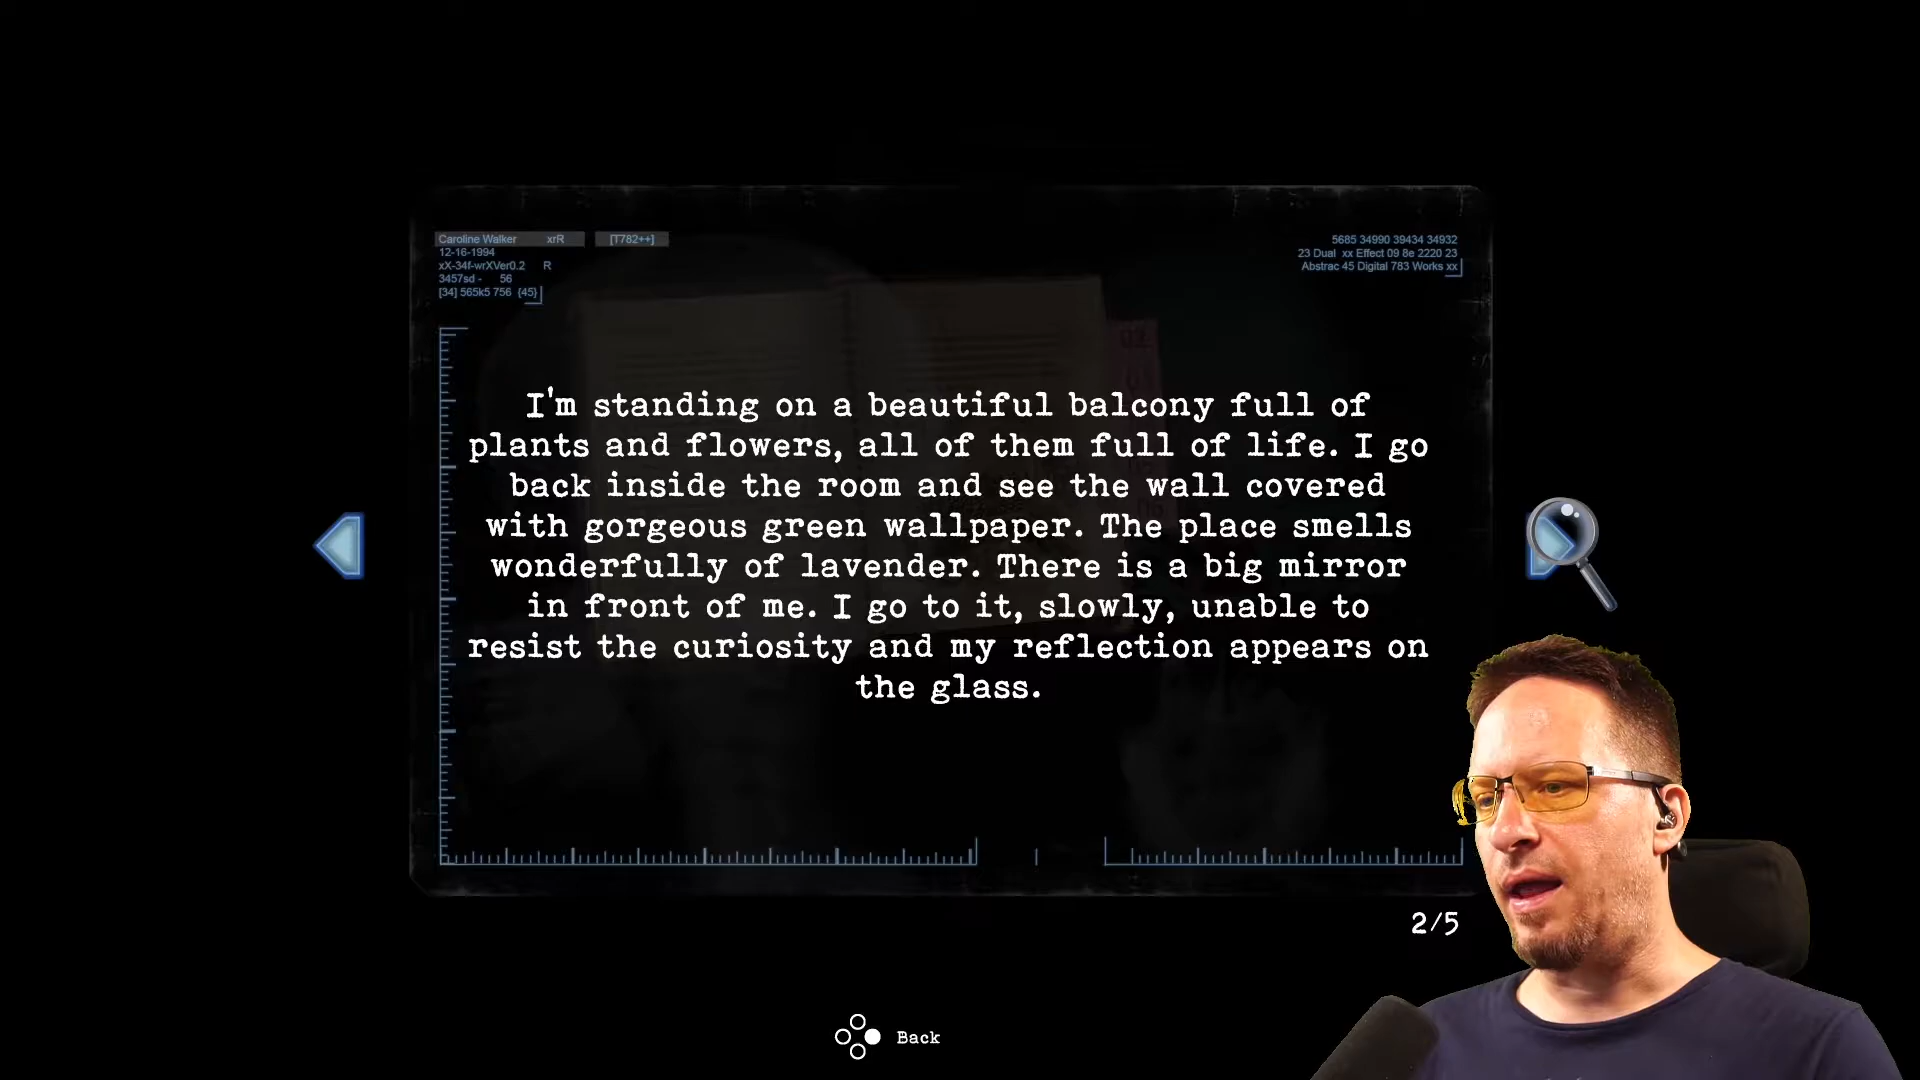 Caroline Walker xrR [T782++]
12-16-1994
xX-34f-wrXVer0.2 R
3457sd - 56
[34] 565k5 756 {45}
5685 34990 39434 34932
23 Dual xx Effect 09 8e 2220 23
Abstrac 45 Digital 783 Works xx
I'm standing on a beautiful balcony full of
plants and flowers, all of them full of life. I go
back inside the room and see the wall covered
with gorgeous green wallpaper. The place smells
wonderfully of lavender. There is a big mirror
in front of me. I go to it, slowly, unable to
resist the curiosity and my reflection appears on
the glass.
2/5
Back